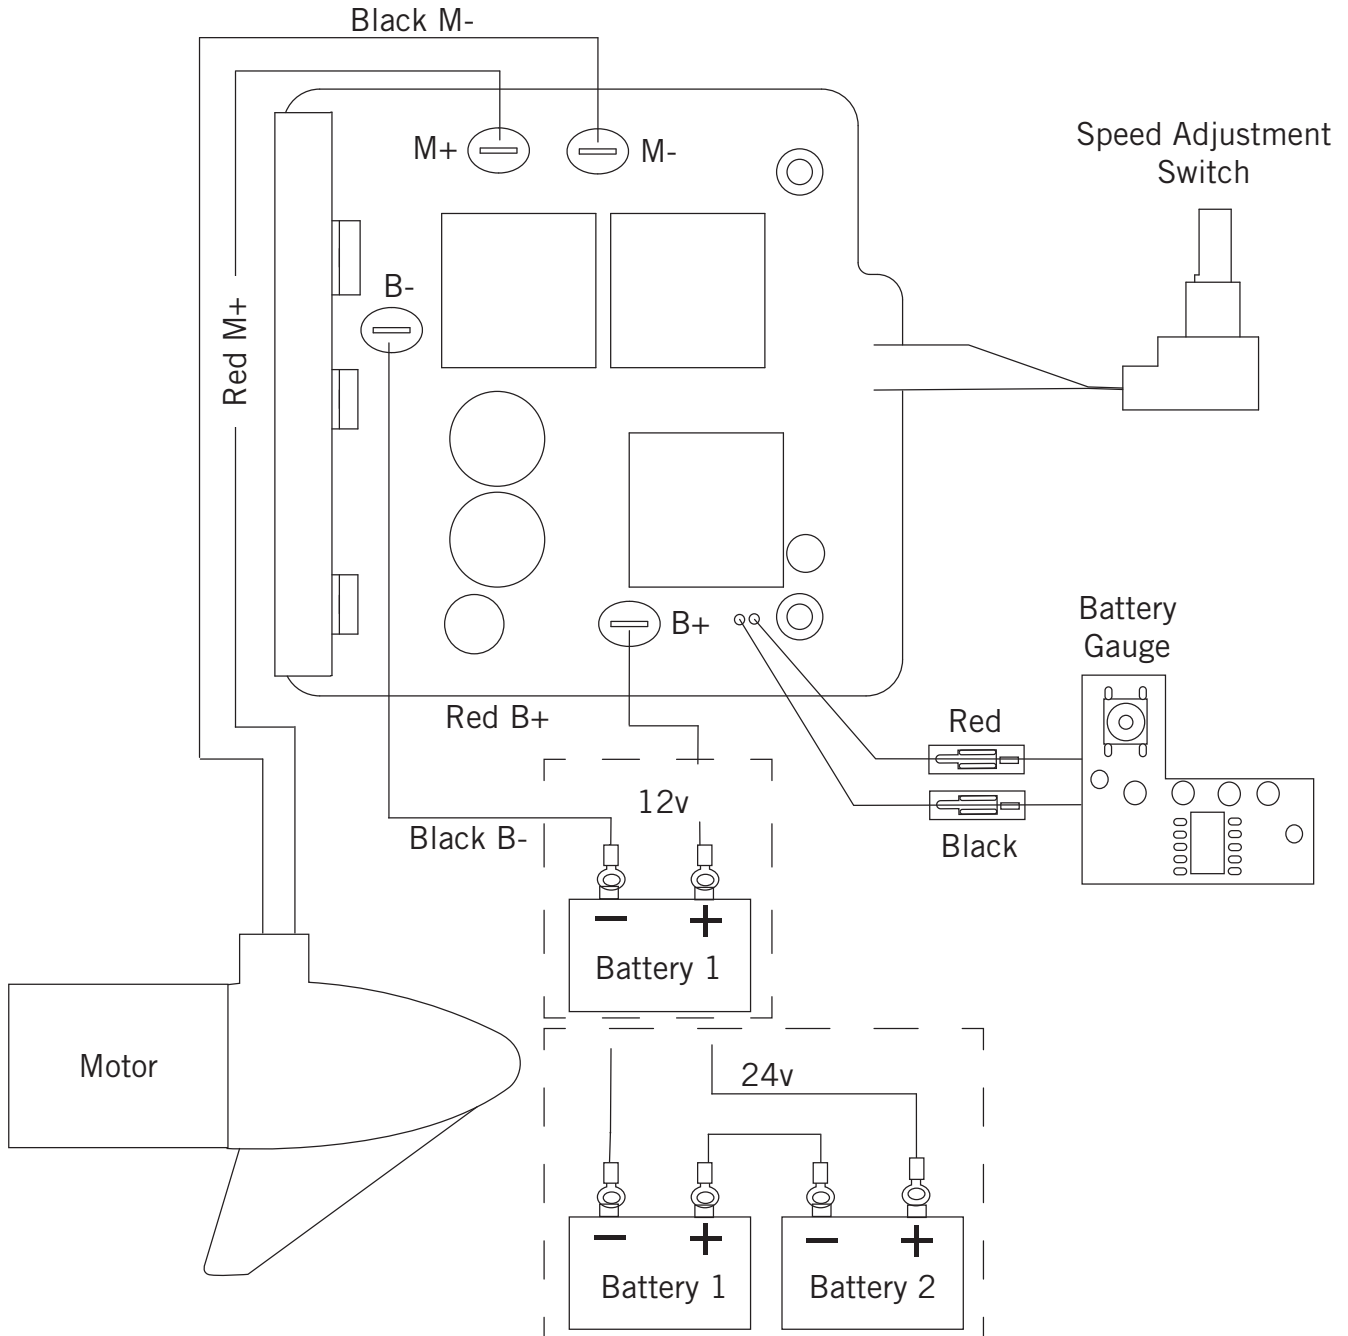 Black M-
M+
M-
Speed Adjustment
Switch
B-
Red M+
B+
Battery
Gauge
Red B+
Red
12v
Black B-
Black
− +
Battery 1
Motor
24v
− +
− +
Battery 1
Battery 2